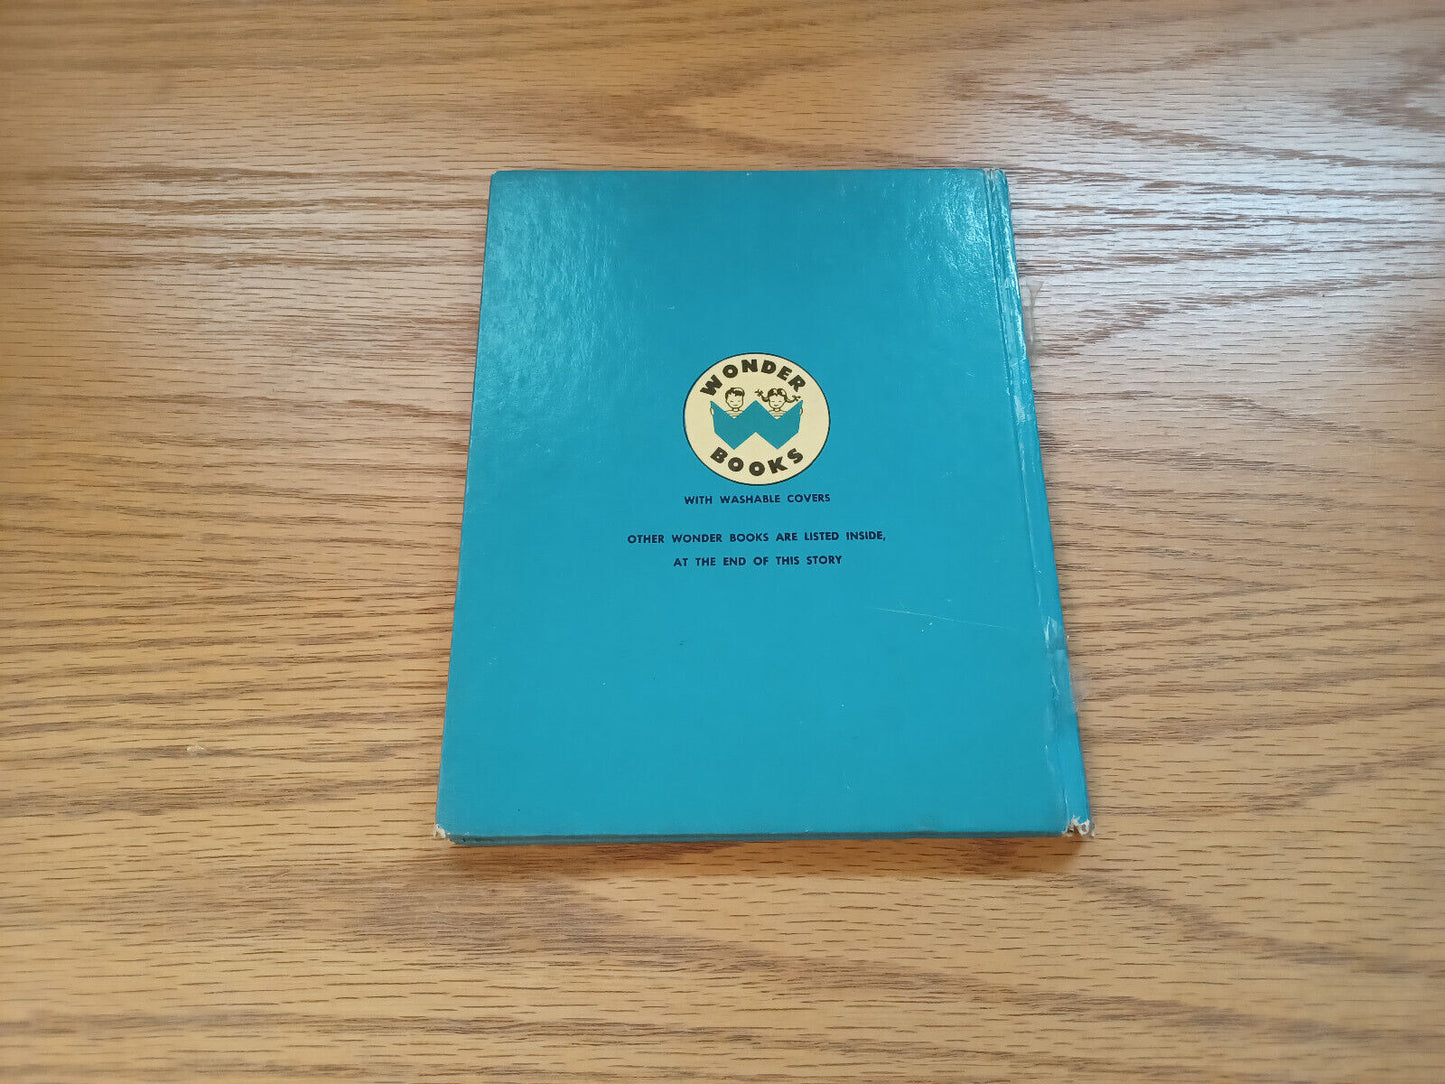 WONDER
BOOKS
WITH WASHABLE COVERS
OTHER WONDER BOOKS ARE LISTED INSIDE,
AT THE END OF THIS STORY